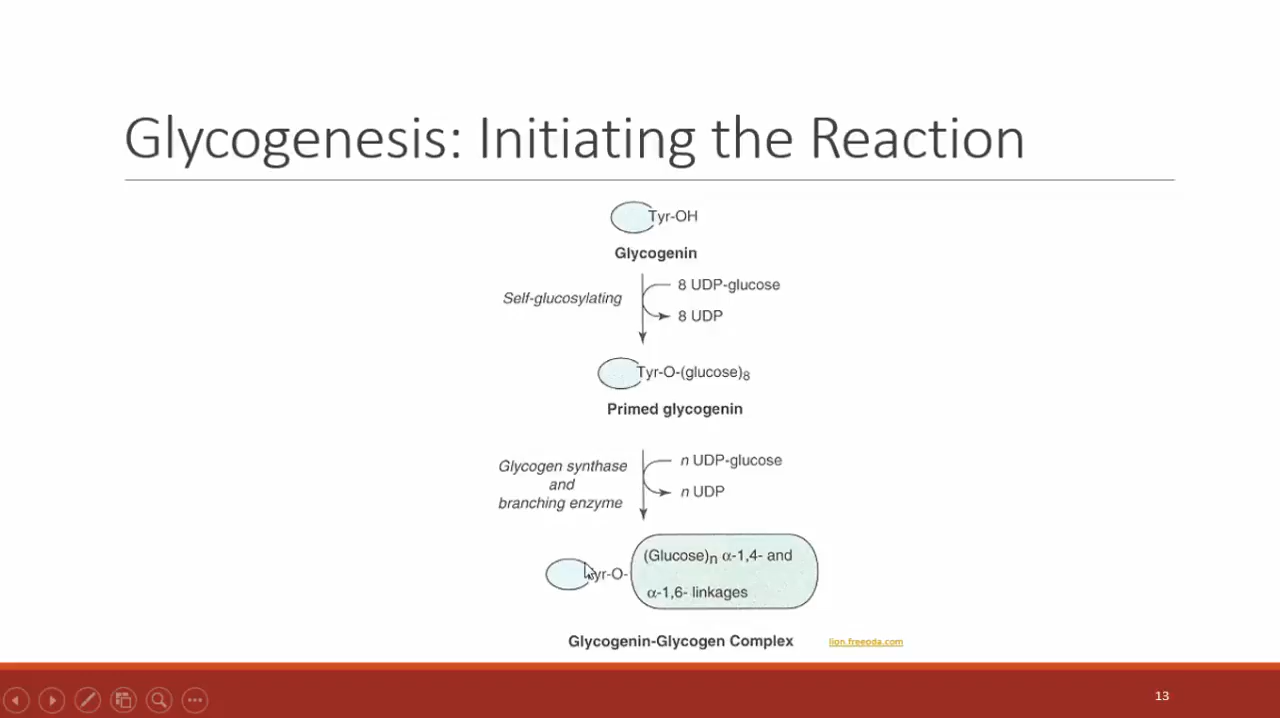 Glycogenesis: Initiating the Reaction
Tyr-OH
Glycogenin
Self-glucosylating
8 UDP-glucose
8 UDP
Tyr-O-(glucose)8
Primed glycogenin
Glycogen synthase
and
branching enzyme
n UDP-glucose
n UDP
Tyr-O-
(Glucose)n α-1,4- and
α-1,6- linkages
Glycogenin-Glycogen Complex
lion.freeoda.com
13